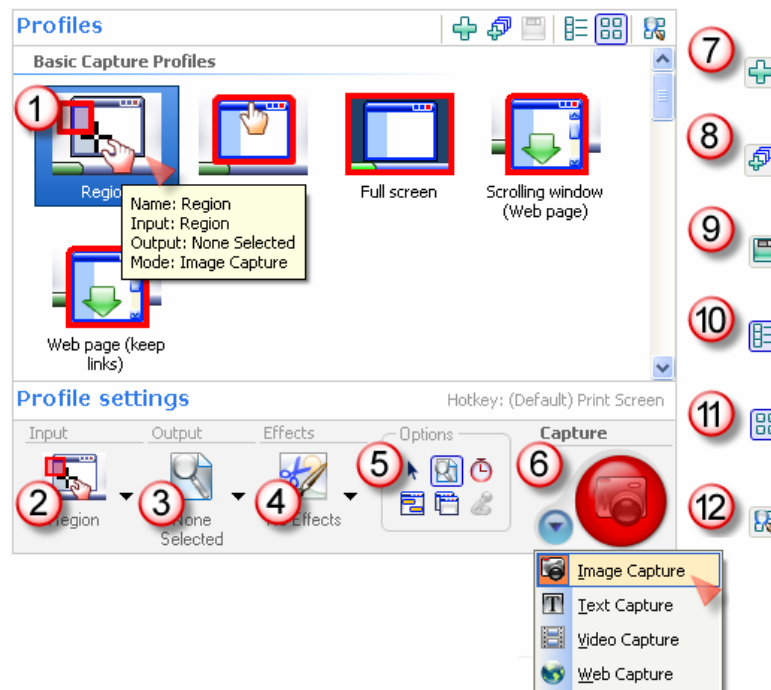 Profiles
Basic Capture Profiles
1
Name: Region
Input: Region
Output: None Selected
Mode: Image Capture
Full screen
Scrolling window
(Web page)
Web page (keep
links)
Profile settings
Hotkey: (Default) Print Screen
Input
Output
Effects
Options
Capture
2
3
None
Selected
4
Effects
5
6
Image Capture
T
Text Capture
Video Capture
Web Capture
7
8
9
10
11
12